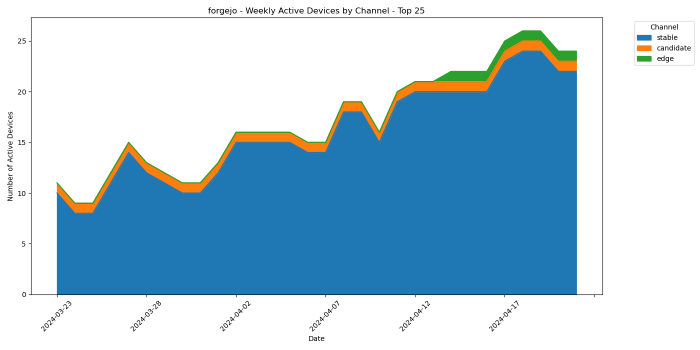 forgejo - Weekly Active Devices by Channel - Top 25
Channel
stable
candidate
edge
Number of Active Devices
25
20
15
10
5
0
2024-03-23
2024-03-28
2024-04-02
2024-04-07
2024-04-12
2024-04-17
Date